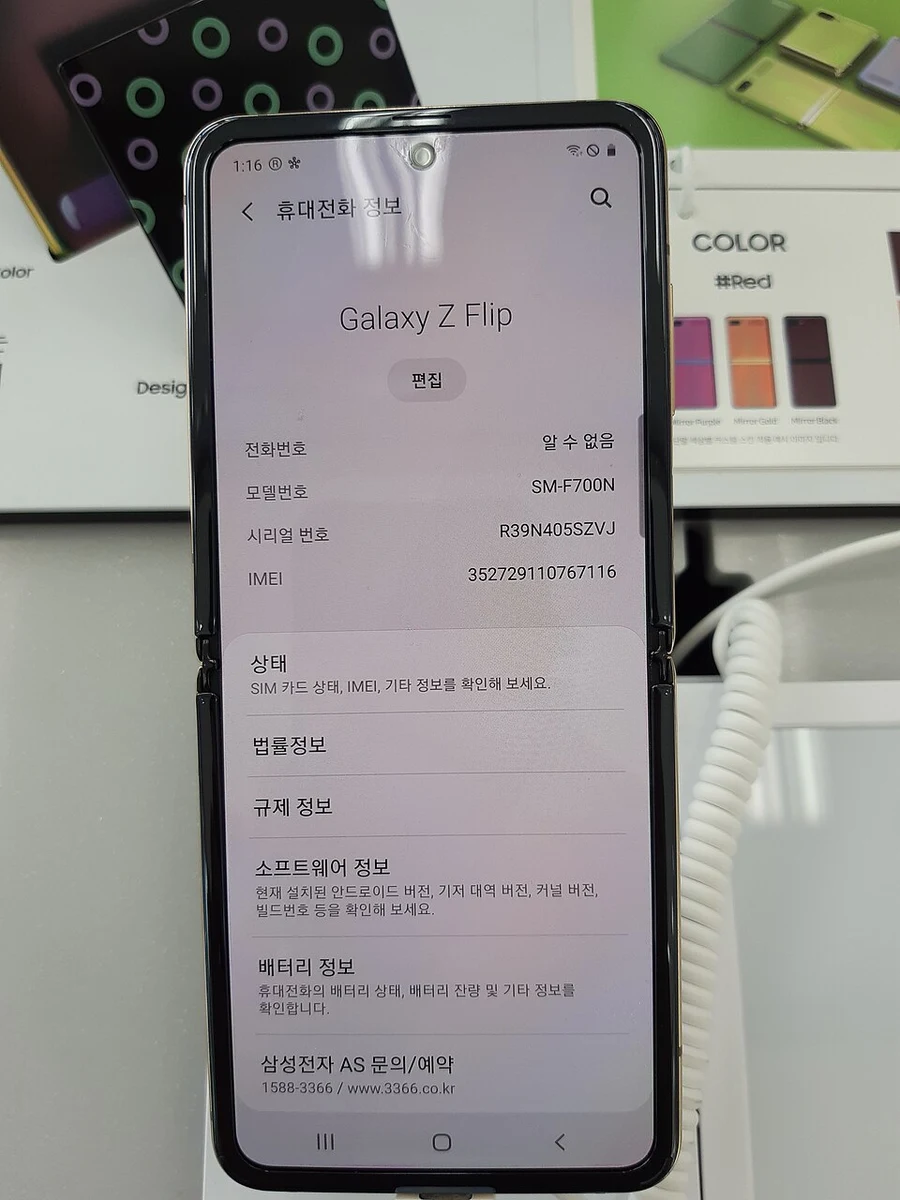 1:16 Ⓡ
휴대전화 정보
Galaxy Z Flip
편집
전화번호 알 수 없음
모델번호 SM-F700N
시리얼 번호 R39N405SZVJ
IMEI 352729110767116
상태
SIM 카드 상태, IMEI, 기타 정보를 확인해 보세요.
법률정보
규제 정보
소프트웨어 정보
현재 설치된 안드로이드 버전, 기저 대역 버전, 커널 버전,
빌드번호 등을 확인해 보세요.
배터리 정보
휴대전화의 배터리 상태, 배터리 잔량 및 기타 정보를
확인합니다.
삼성전자 AS 문의/예약
1588-3366 / www.3366.co.kr
COLOR
#Red
Mirror Purple Mirror Gold Mirror Black
olor
Desig